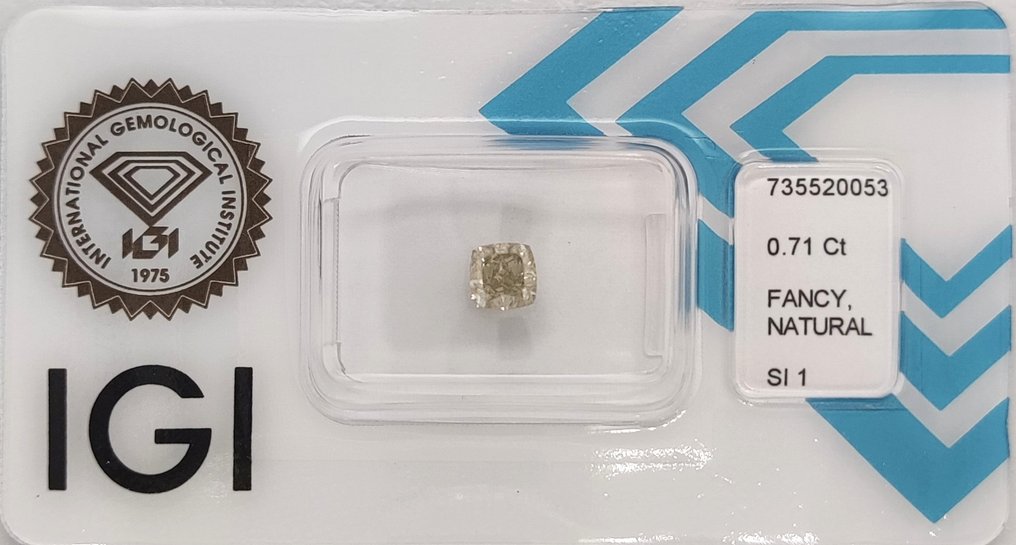 INTERNATIONAL GEMOLOGICAL INSTITUTE
IGI
1975
IGI
735520053
0.71 Ct
FANCY,
NATURAL
SI 1